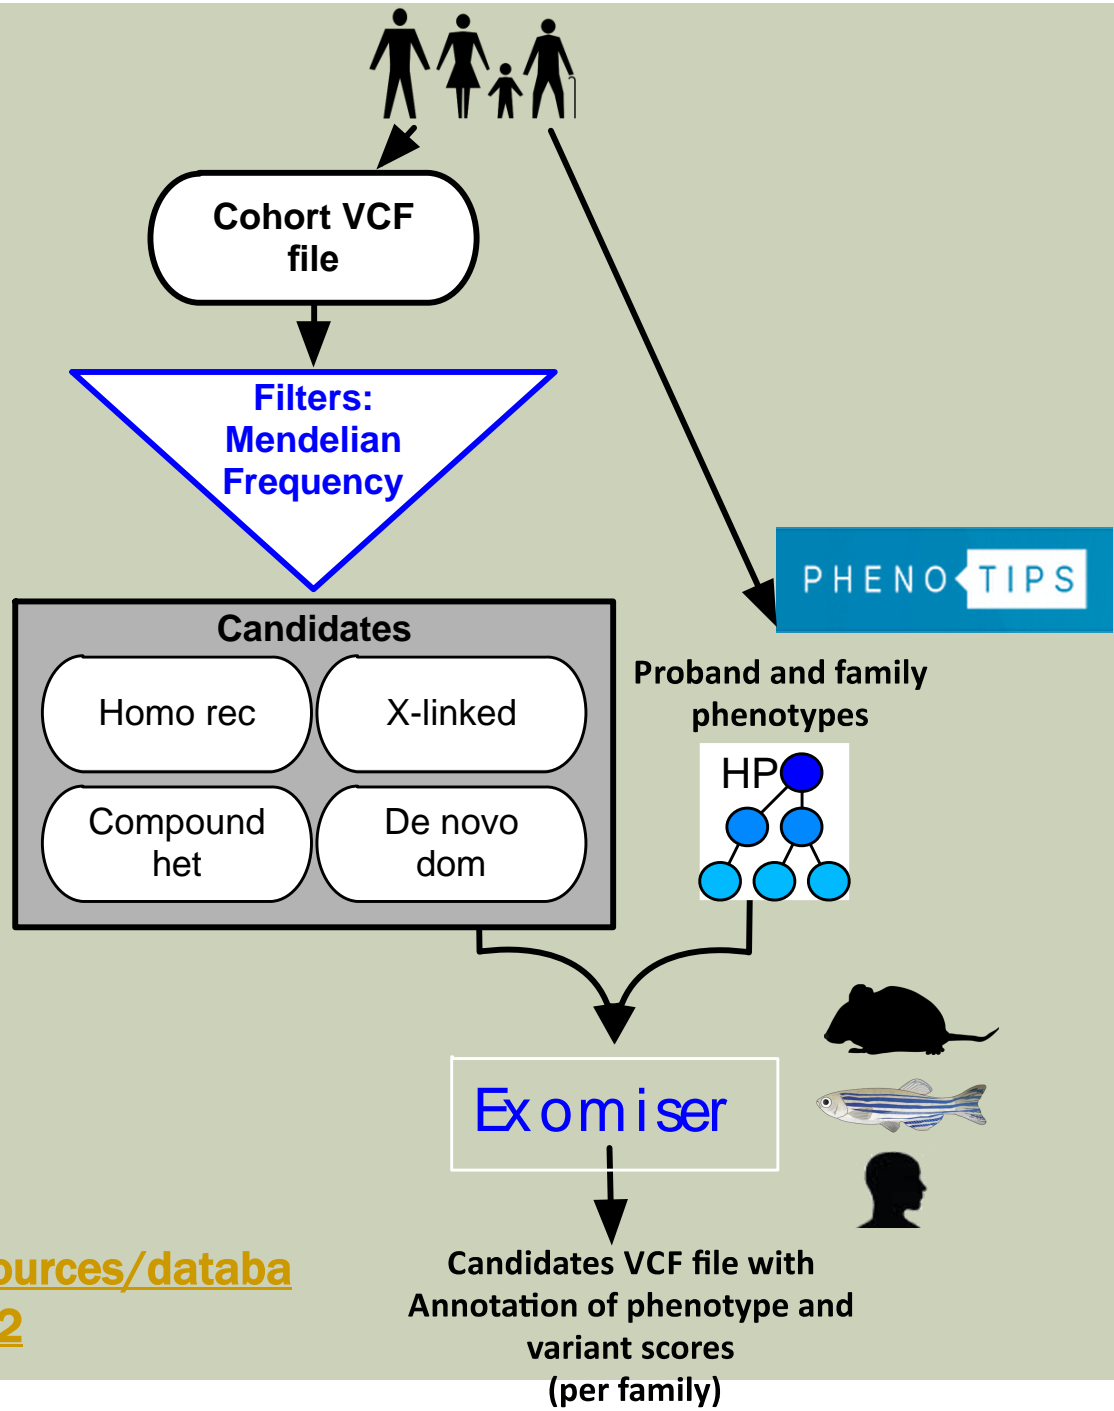 Cohort VCF
file
Filters:
Mendelian
Frequency
PHENO TIPS
Candidates
Homo rec
X-linked
Compound
het
De novo
dom
Proband and family
phenotypes
HP
Exomiser
ources/databa
2
Candidates VCF file with
Annotation of phenotype and
variant scores
(per family)